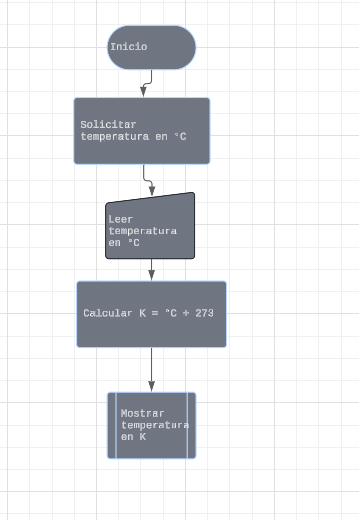 Inicio
Solicitar
temperatura en °C
Leer
temperatura
en °C
Calcular K = °C + 273
Mostrar
temperatura
en K